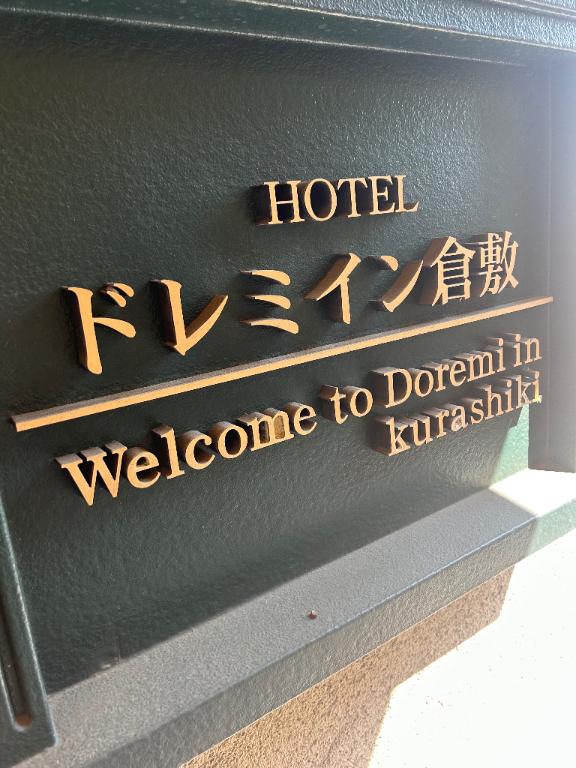 HOTEL
ドレミイン倉敷
Welcome to Doremi in
kurashiki